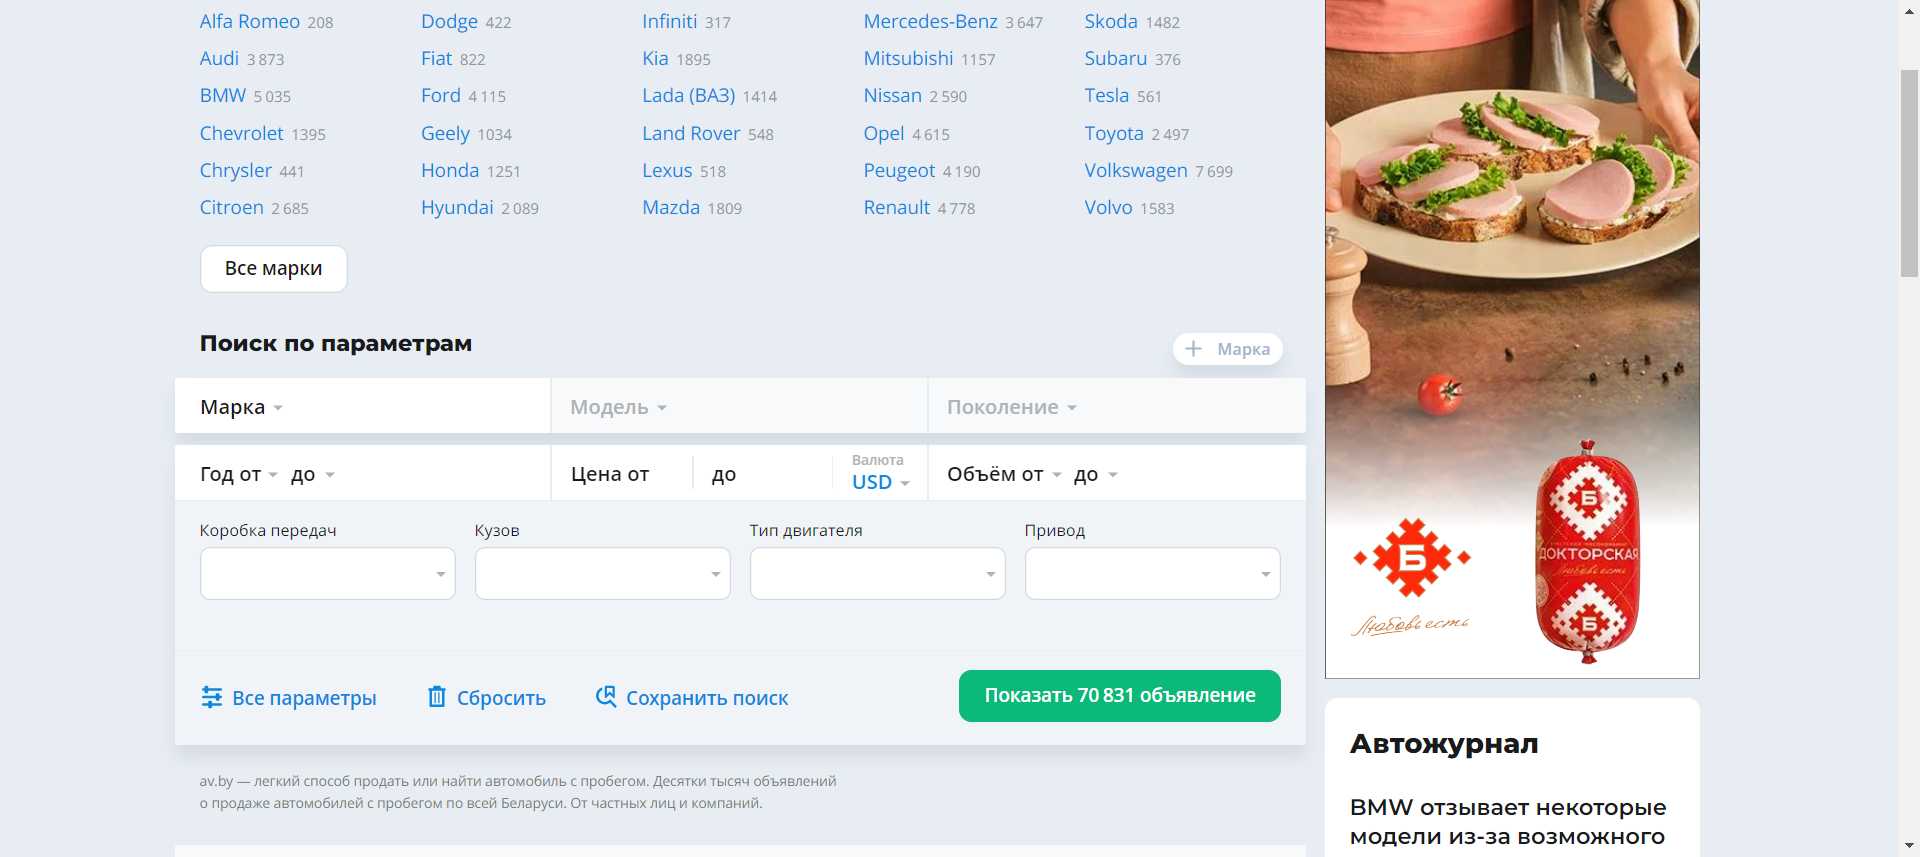 Alfa Romeo 208 Dodge 422 Infiniti 317 Mercedes-Benz 3 647 Skoda 1482
Audi 3 873 Fiat 822 Kia 1895 Mitsubishi 1157 Subaru 376
BMW 5 035 Ford 4 115 Lada (ВАЗ) 1414 Nissan 2 590 Tesla 561
Chevrolet 1395 Geely 1034 Land Rover 548 Opel 4 615 Toyota 2 497
Chrysler 441 Honda 1251 Lexus 518 Peugeot 4 190 Volkswagen 7 699
Citroen 2 685 Hyundai 2 089 Mazda 1809 Renault 4 778 Volvo 1583
Все марки
Поиск по параметрам
Марка
Марка Модель Поколение
Год от до Цена от до Валюта USD Объём от до
Коробка передач Кузов Тип двигателя Привод
Все параметры Сбросить Сохранить поиск Показать 70 831 объявление
av.by — легкий способ продать или найти автомобиль с пробегом. Десятки тысяч объявлений
о продаже автомобилей с пробегом по всей Беларуси. От частных лиц и компаний.
Б
Любовь есть
Б
ДОКТОРСКАЯ
Любовь есть
Б
Автожурнал
BMW отзывает некоторые
модели из-за возможного